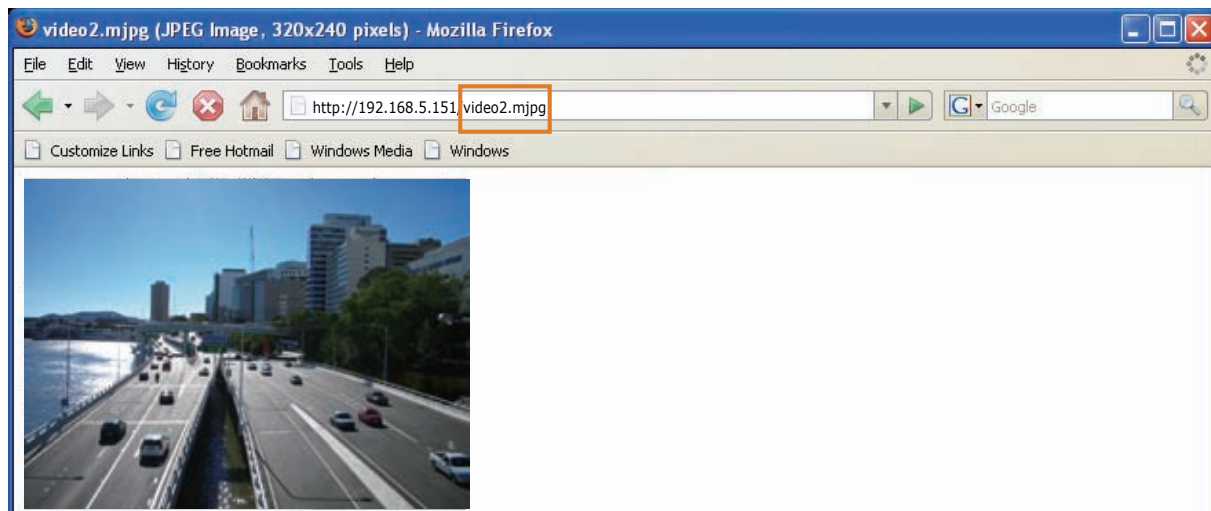 video2.mjpg (JPEG Image, 320x240 pixels) - Mozilla Firefox
File Edit View History Bookmarks Tools Help
http://192.168.5.151/video2.mjpg
G Google
Customize Links Free Hotmail Windows Media Windows